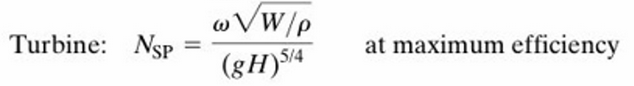 Turbine: N_SP = ω√(W/ρ) / (gH)^{5/4} at maximum efficiency